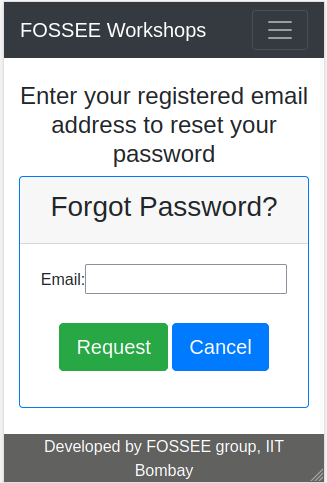 FOSSEE Workshops
Enter your registered email
address to reset your
password
Forgot Password?
Email:
Request Cancel
Developed by FOSSEE group, IIT
Bombay